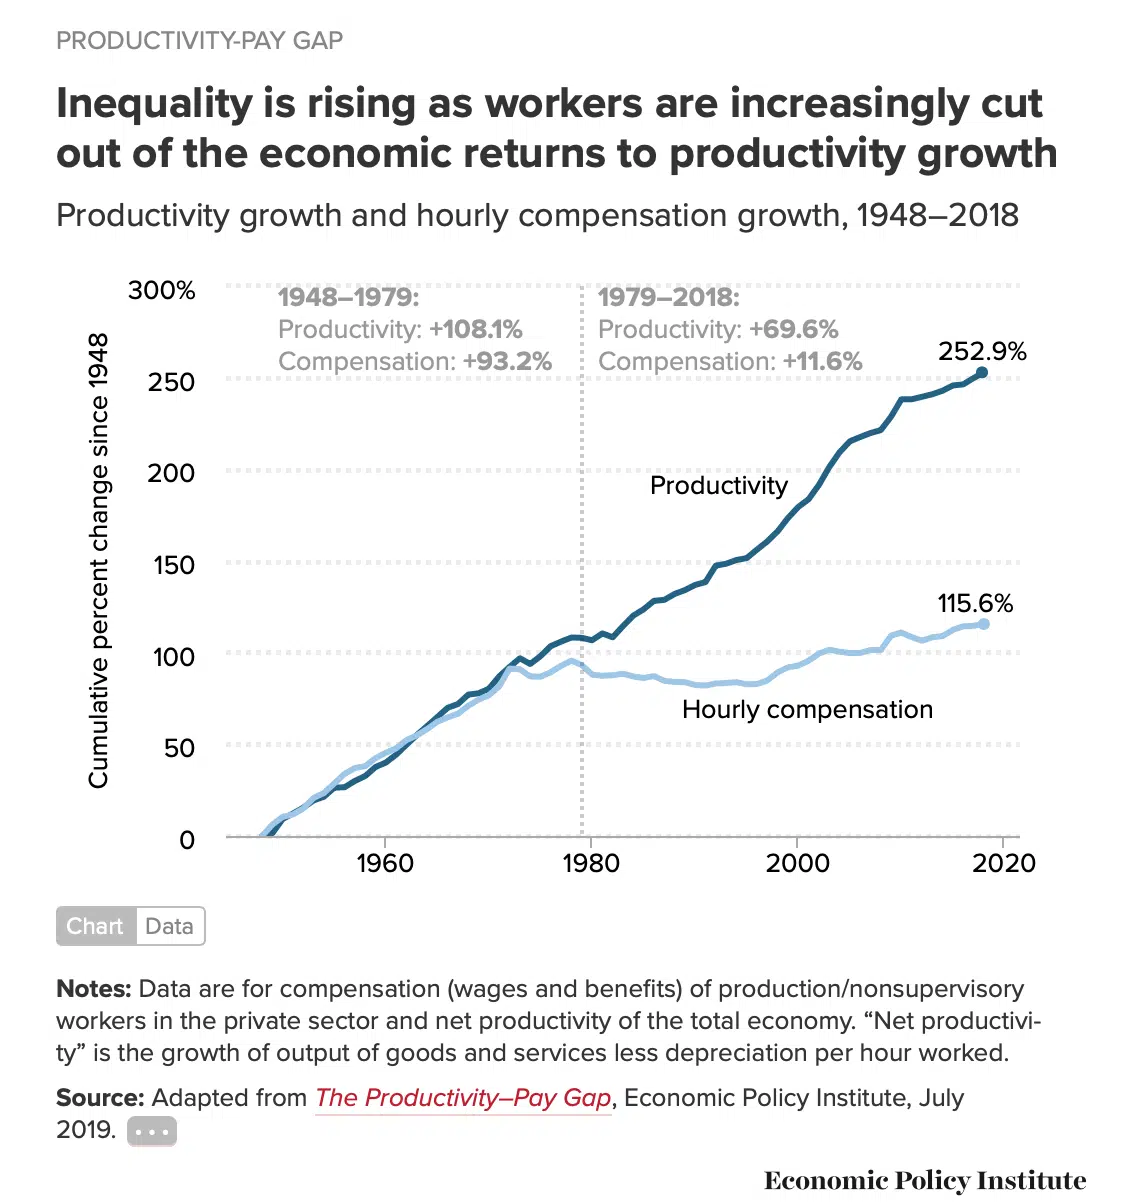 PRODUCTIVITY-PAY GAP
Inequality is rising as workers are increasingly cut
out of the economic returns to productivity growth
Productivity growth and hourly compensation growth, 1948–2018
Cumulative percent change since 1948
300%
250
200
150
100
50
0
1948–1979:
Productivity: +108.1%
Compensation: +93.2%
1979–2018:
Productivity: +69.6%
Compensation: +11.6%
252.9%
Productivity
115.6%
Hourly compensation
1960
1980
2000
2020
Chart
Data
Notes: Data are for compensation (wages and benefits) of production/nonsupervisory
workers in the private sector and net productivity of the total economy. “Net productivi-
ty” is the growth of output of goods and services less depreciation per hour worked.
Source: Adapted from The Productivity–Pay Gap, Economic Policy Institute, July
2019. ...
Economic Policy Institute